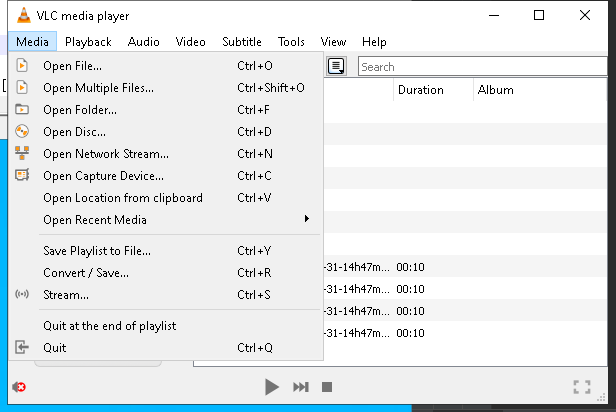 VLC media player
Media Playback Audio Video Subtitle Tools View Help
Open File... Ctrl+O
Search
Open Multiple Files... Ctrl+Shift+O
Duration Album
Open Folder... Ctrl+F
Open Disc... Ctrl+D
Open Network Stream... Ctrl+N
Open Capture Device... Ctrl+C
Open Location from clipboard Ctrl+V
Open Recent Media
Save Playlist to File... Ctrl+Y
-31-14h47m... 00:10
Convert / Save... Ctrl+R
-31-14h47m... 00:10
Stream... Ctrl+S
-31-14h47m... 00:10
Quit at the end of playlist
-31-14h47m... 00:10
Quit Ctrl+Q